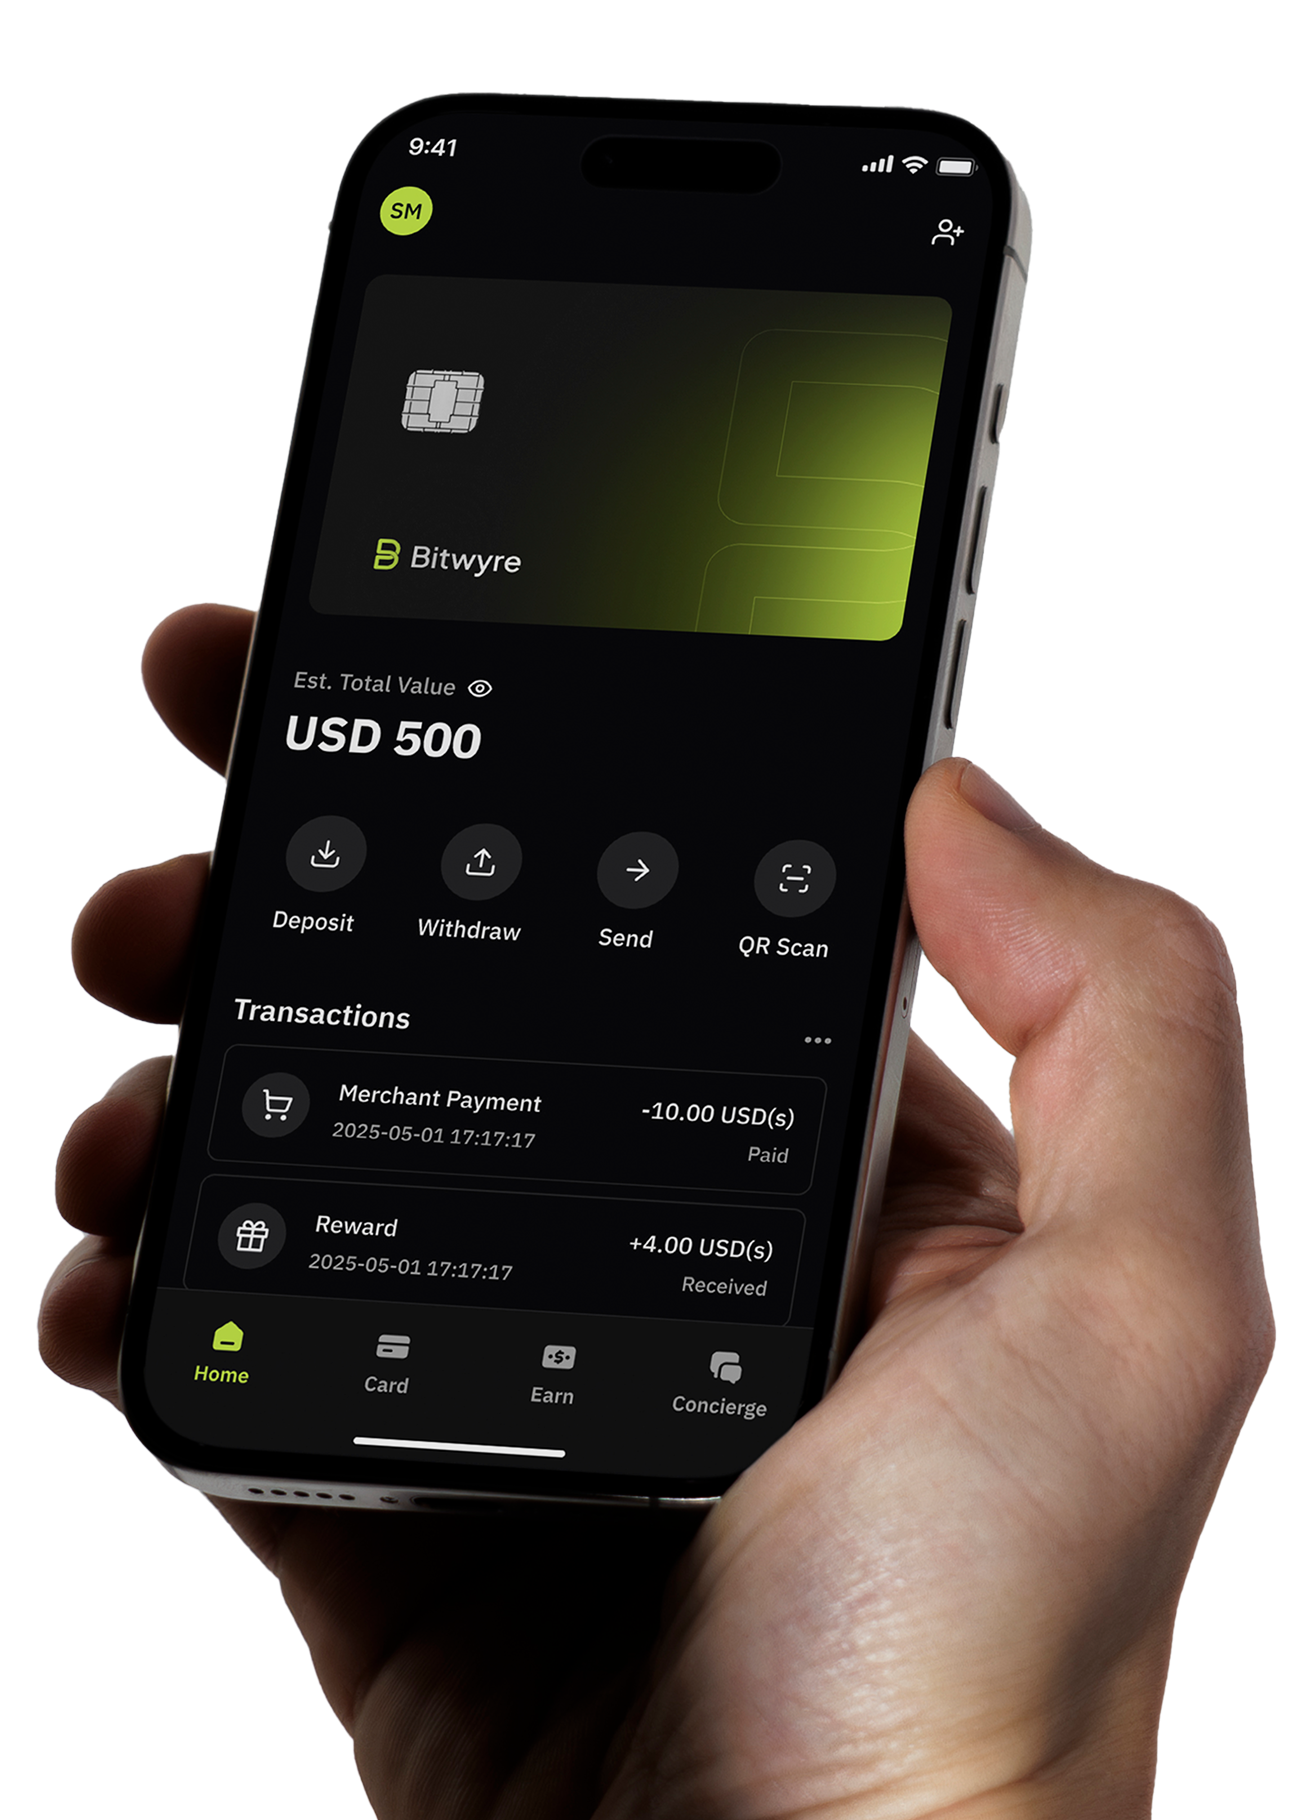 9:41
SM
Bitwyre
Est. Total Value
USD 500
Deposit
Withdraw
Send
QR Scan
Transactions
Merchant Payment
-10.00 USD(s)
2025-05-01 17:17:17
Paid
Reward
+4.00 USD(s)
2025-05-01 17:17:17
Received
Home
Card
Earn
Concierge